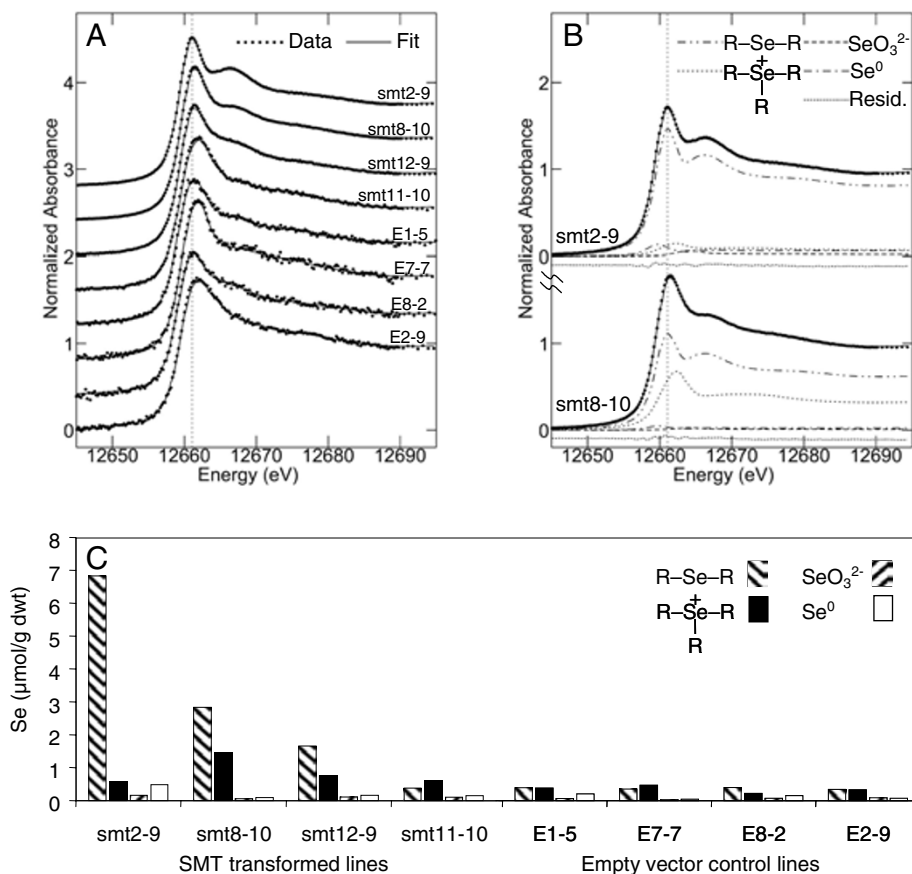 A
Data
Fit
4
3
2
1
0
Normalized Absorbance
smt2-9
smt8-10
smt12-9
smt11-10
E1-5
E7-7
E8-2
E2-9
12650 12660 12670 12680 12690
Energy (eV)
B
R–Se–R
SeO₃²⁻
+
R–Se–R
R
Se⁰
Resid.
2
1
0
1
0
Normalized Absorbance
smt2-9
smt8-10
12650 12660 12670 12680 12690
Energy (eV)
C
8
7
6
5
4
3
2
1
0
Se (μmol/g dwt)
R–Se–R
SeO₃²⁻
+
R–Se–R
R
Se⁰
smt2-9 smt8-10 smt12-9 smt11-10 E1-5 E7-7 E8-2 E2-9
SMT transformed lines Empty vector control lines